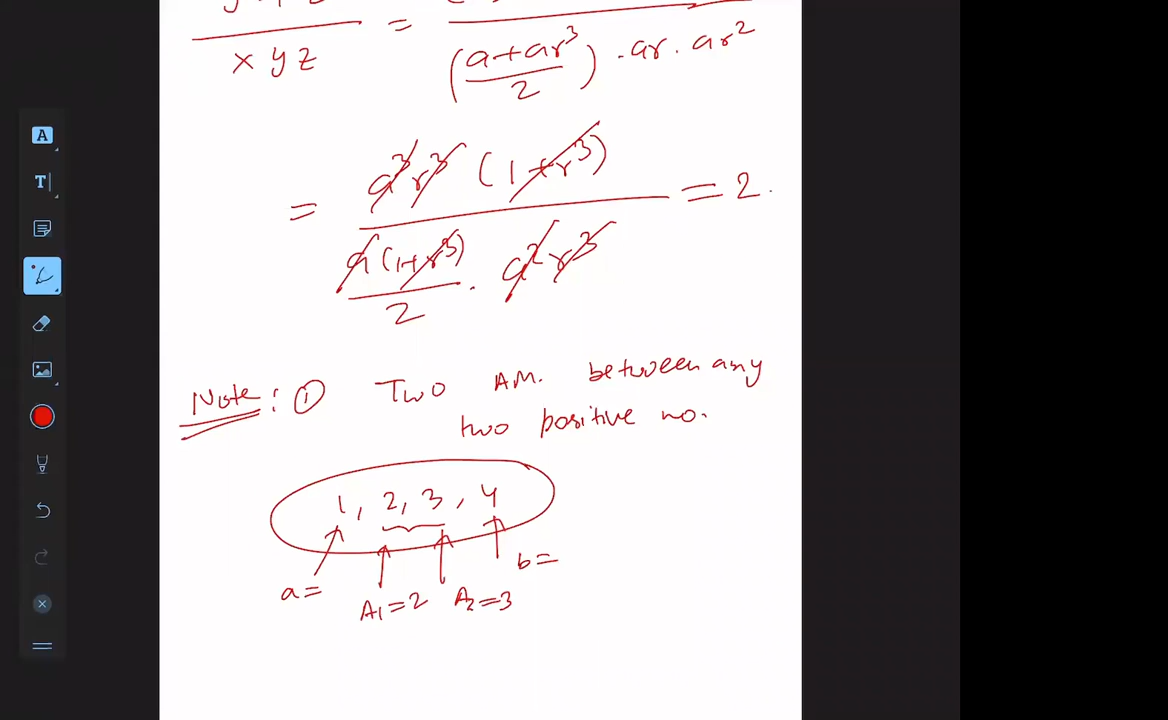 x y z = (a+ar³/2) · ar · ar²
= a³r³ (1+r³) / a(1+r³)/2 · a²r³ = 2.
Note: ① Two AM. between any
two positive no.
1, 2, 3, 4
a= A₁=2 A₂=3 b=